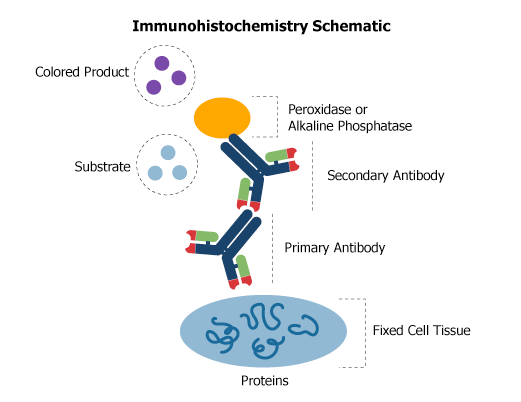 Immunohistochemistry Schematic
Colored Product
Peroxidase or
Alkaline Phosphatase
Substrate
Secondary Antibody
Primary Antibody
Fixed Cell Tissue
Proteins